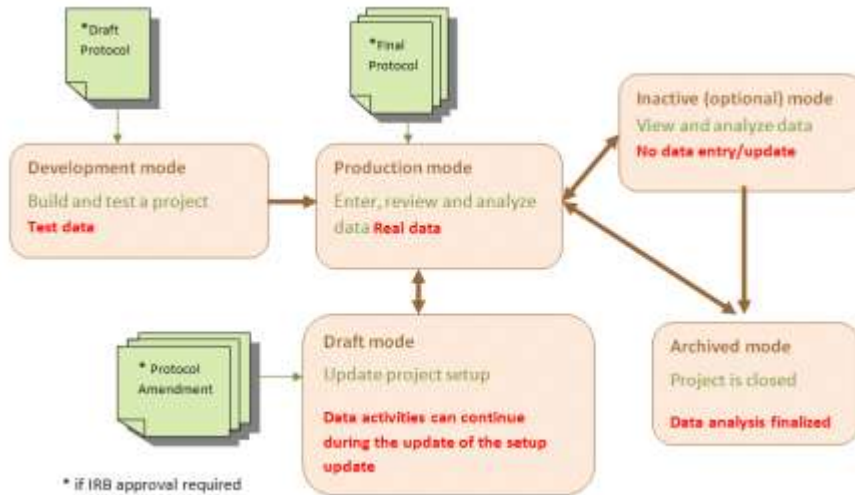 *Draft
Protocol
*Final
Protocol
Inactive (optional) mode
View and analyze data
No data entry/update
Development mode
Build and test a project
Test data
Production mode
Enter, review and analyze
data Real data
Draft mode
Update project setup
Data activities can continue
during the update of the setup
update
* Protocol
Amendment
Archived mode
Project is closed
Data analysis finalized
* if IRB approval required